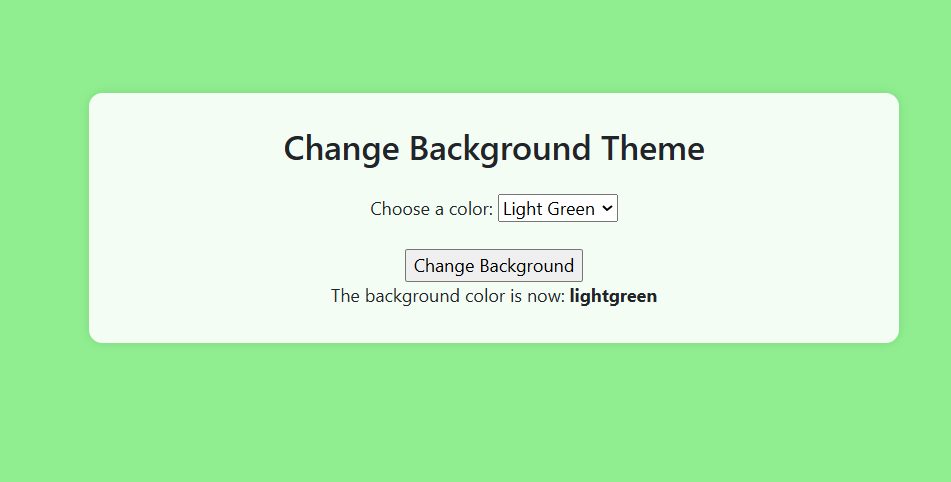 Change Background Theme
Choose a color: Light Green
Change Background
The background color is now: lightgreen